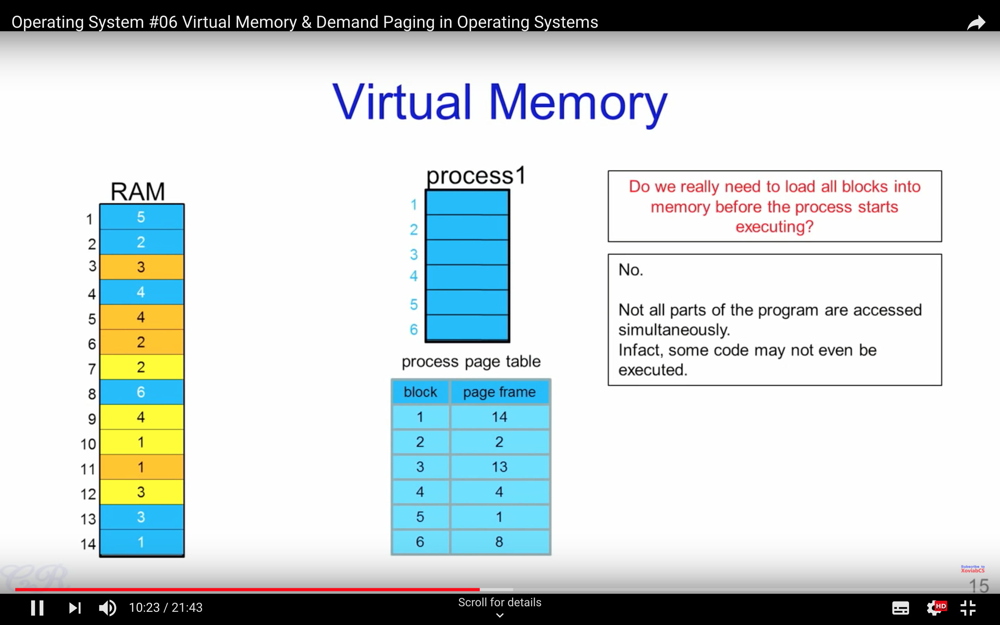 Operating System #06 Virtual Memory & Demand Paging in Operating Systems
Virtual Memory
RAM
1 5
2 2
3 3
4 4
5 4
6 2
7 2
8 6
9 4
10 1
11 1
12 3
13 3
14 1
process1
1
2
3
4
5
6
process page table
block page frame
1 14
2 2
3 13
4 4
5 1
6 8
Do we really need to load all blocks into
memory before the process starts
executing?
No.
Not all parts of the program are accessed
simultaneously.
Infact, some code may not even be
executed.
CR
Subscribe to
XoviabCS
15
10:23 / 21:43
Scroll for details
HD